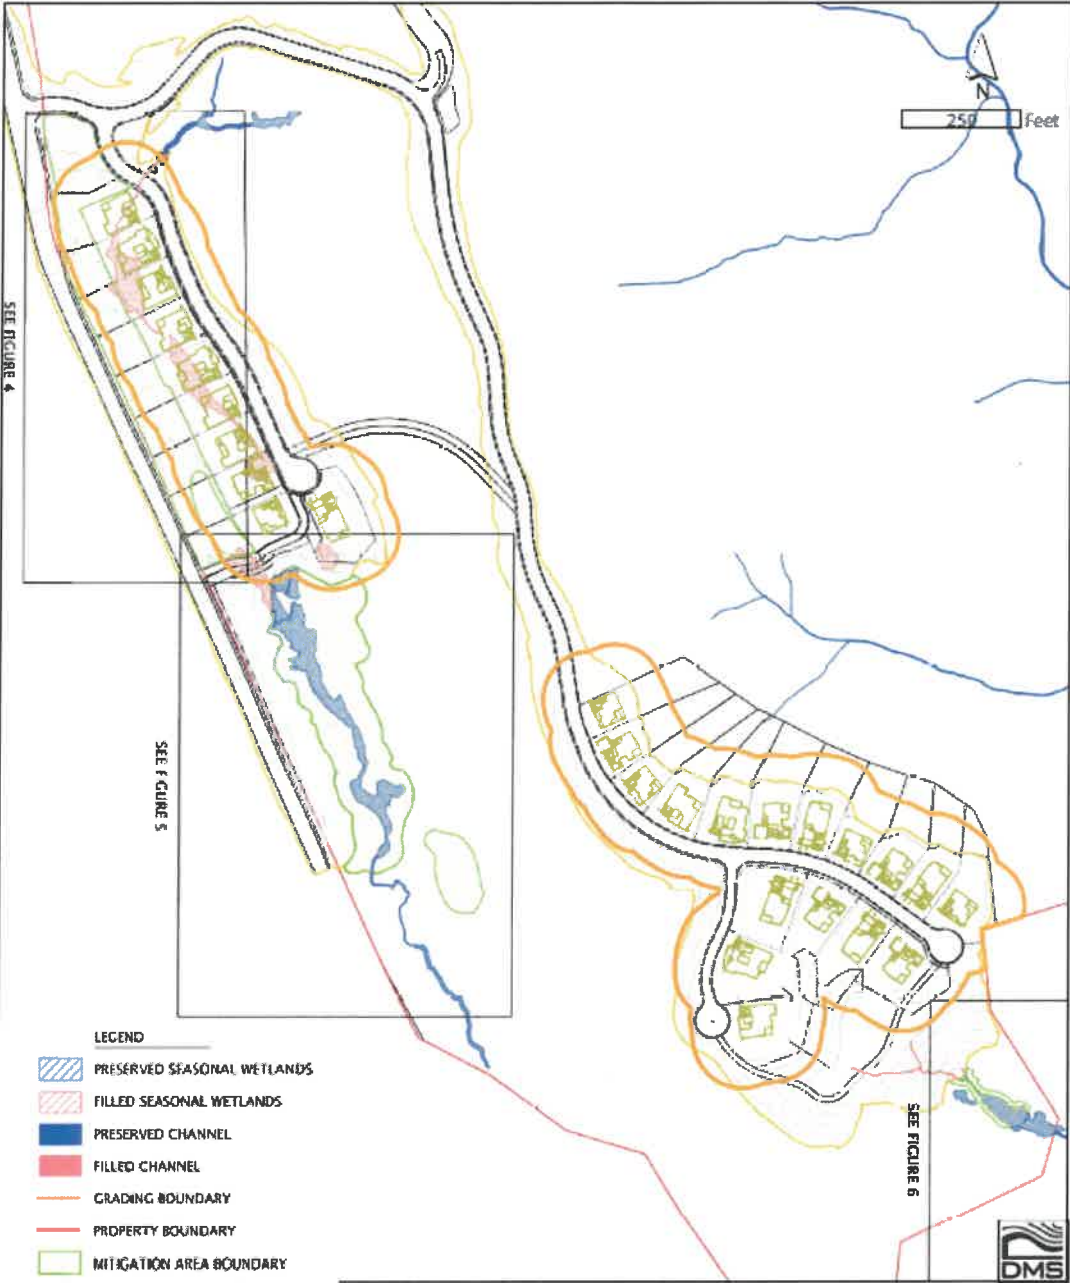 N
250 Feet
SEE FIGURE 4
SEE F GURE 5
LEGEND
PRESERVED SEASONAL WETLANDS
FILLED SEASONAL WETLANDS
PRESERVED CHANNEL
FILLED CHANNEL
GRADING BOUNDARY
PROPERTY BOUNDARY
MITIGATION AREA BOUNDARY
SEE FIGURE 6
DMS